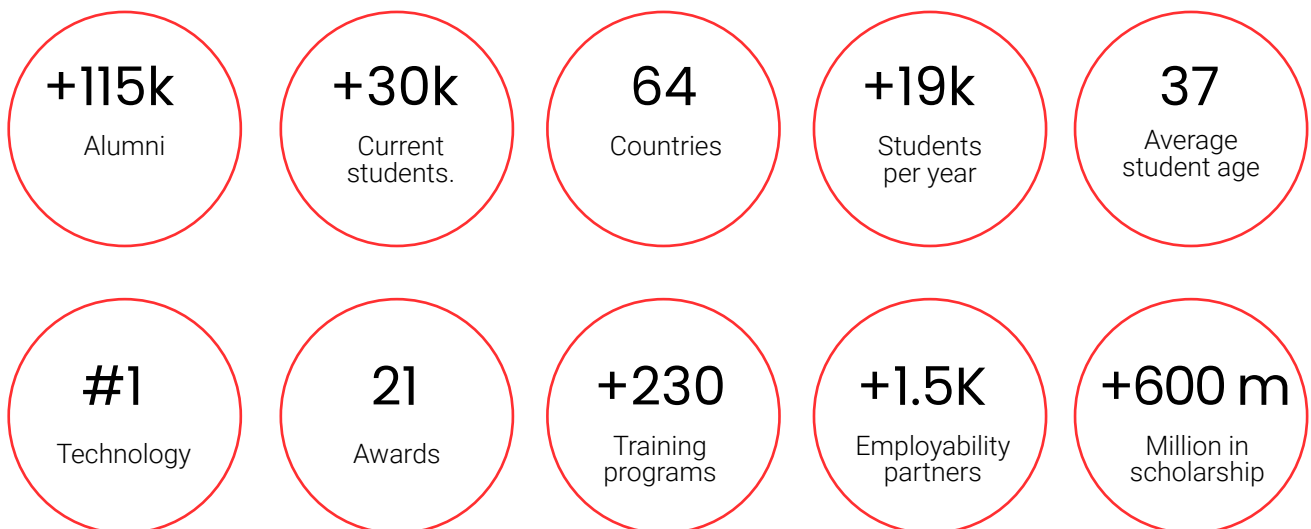 +115k
Alumni
+30k
Current
students.
64
Countries
+19k
Students
per year
37
Average
student age
#1
Technology
21
Awards
+230
Training
programs
+1.5K
Employability
partners
+600 m
Million in
scholarship